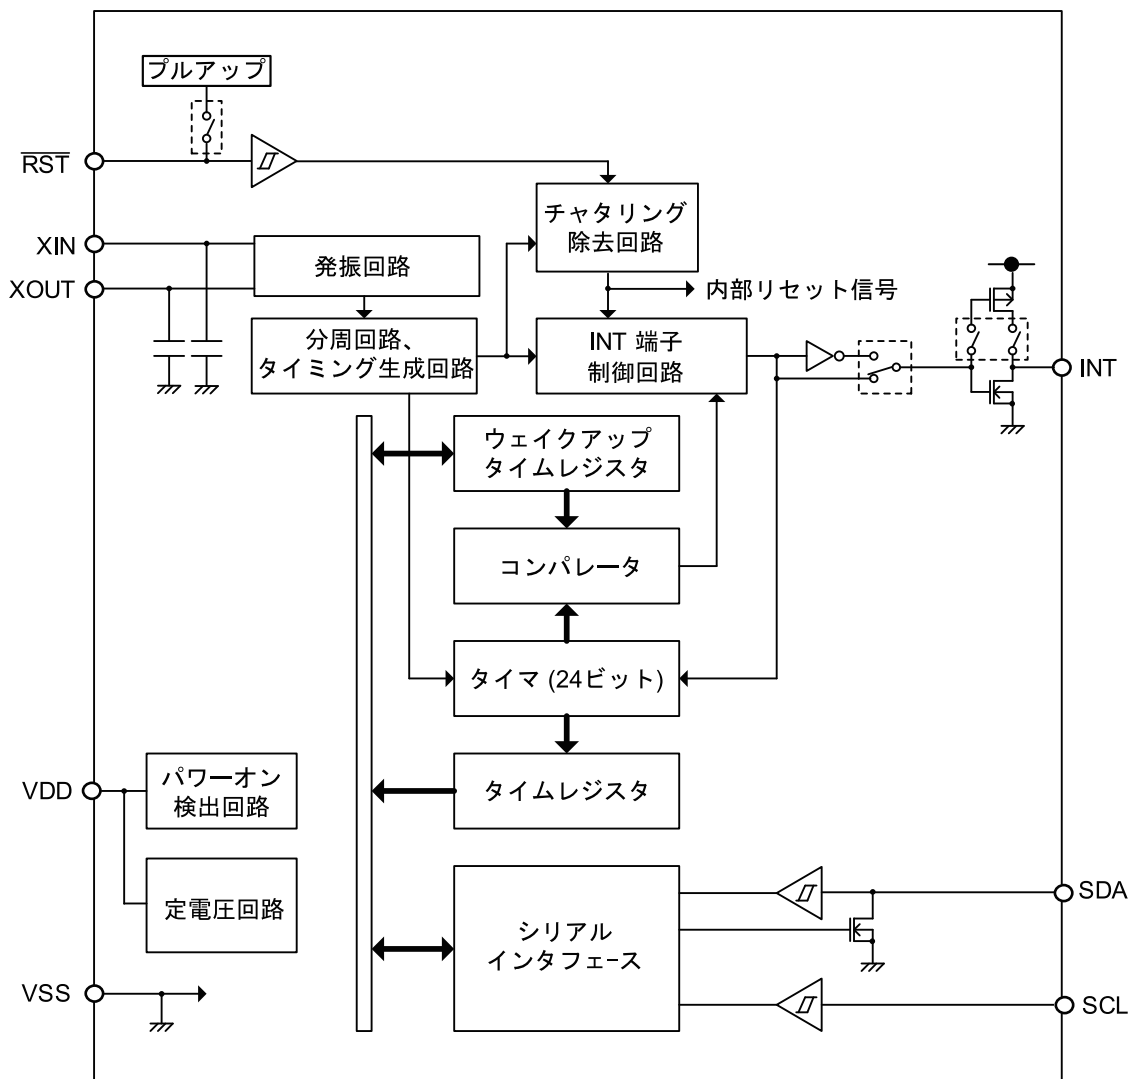 プルアップ
RST
チャタリング
除去回路
XIN
発振回路
XOUT
内部リセット信号
分周回路、
タイミング生成回路
INT 端子
制御回路
INT
ウェイクアップ
タイムレジスタ
コンパレータ
タイマ (24ビット)
VDD
パワーオン
検出回路
タイムレジスタ
定電圧回路
シリアル
インタフェース
SDA
VSS
SCL